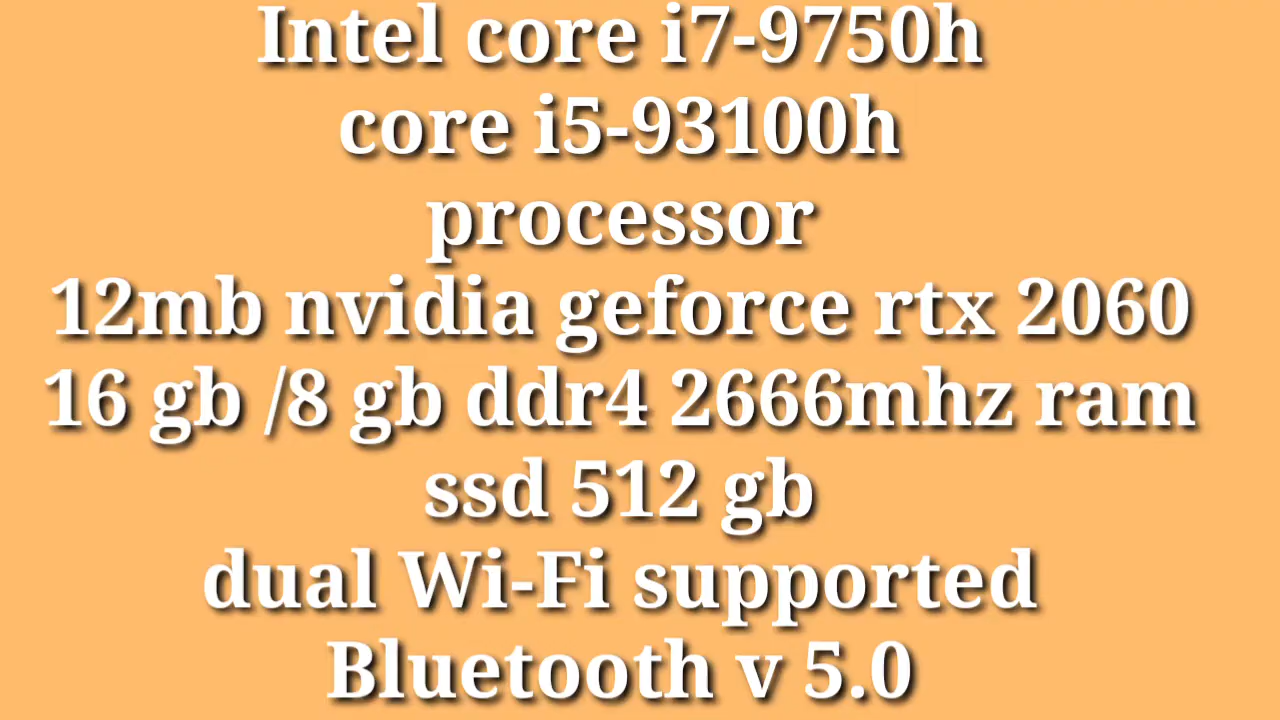 Intel core i7-9750h
core i5-93100h
processor
12mb nvidia geforce rtx 2060
16 gb /8 gb ddr4 2666mhz ram
ssd 512 gb
dual Wi-Fi supported
Bluetooth v 5.0